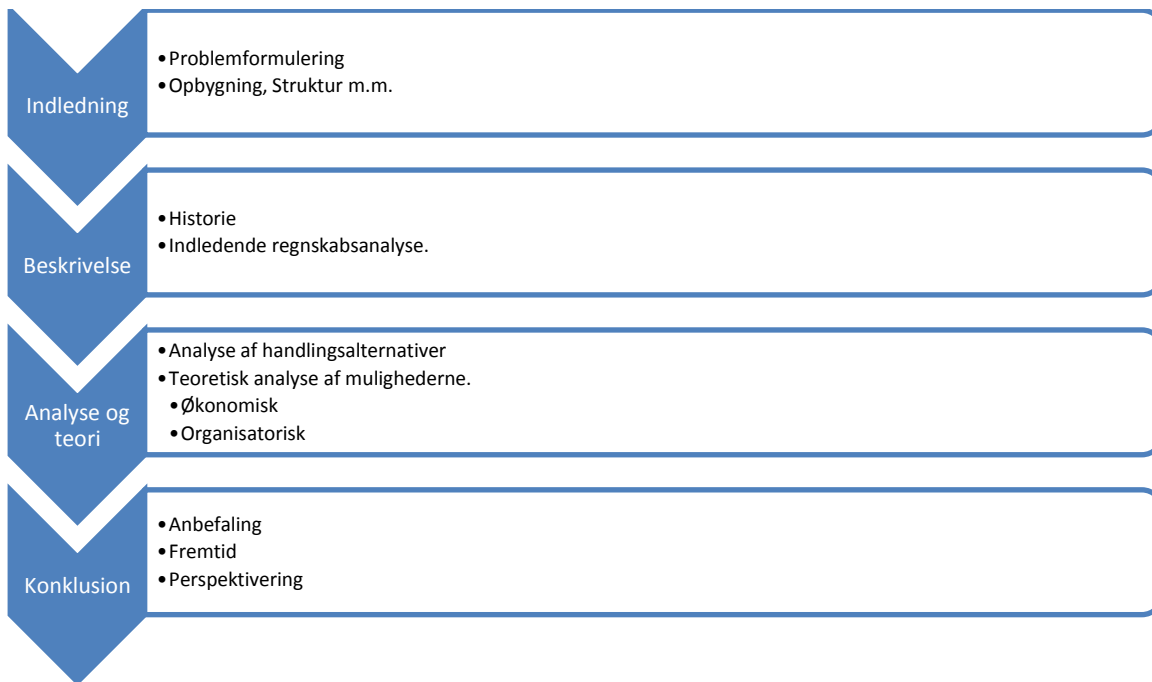 Indledning
•Problemformulering
•Opbygning, Struktur m.m.
Beskrivelse
•Historie
•Indledende regnskabsanalyse.
Analyse og
teori
•Analyse af handlingsalternativer
•Teoretisk analyse af mulighederne.
•Økonomisk
•Organisatorisk
Konklusion
•Anbefaling
•Fremtid
•Perspektivering